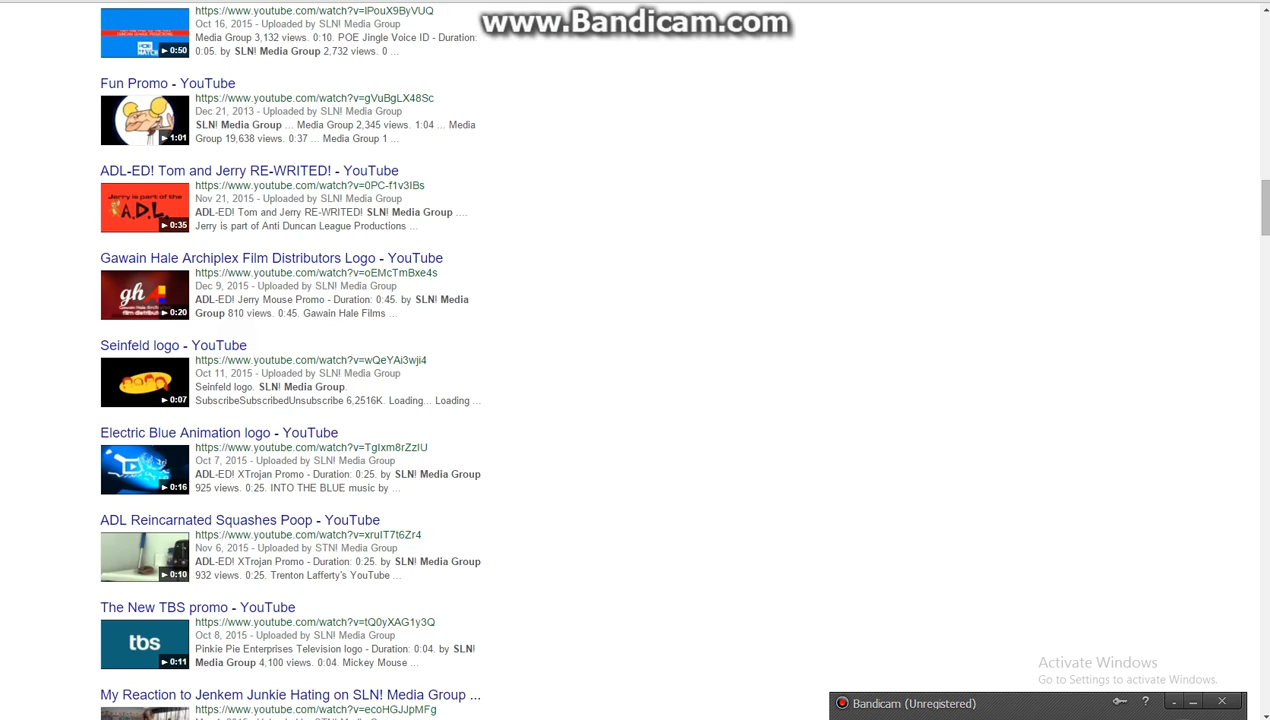 www.Bandicam.com
https://www.youtube.com/watch?v=lPouX9ByVUQ
Oct 16, 2015 - Uploaded by SLN! Media Group
Media Group 3,132 views. 0:10. POE Jingle Voice ID - Duration:
0:05. by SLN! Media Group 2,732 views. 0 ...
0:50
Fun Promo - YouTube
https://www.youtube.com/watch?v=gVuBgLX48Sc
Dec 21, 2013 - Uploaded by SLN! Media Group
SLN! Media Group ... Media Group 2,345 views. 1:04 ... Media
Group 19,638 views. 0:37 ... Media Group 1 ...
1:01
ADL-ED! Tom and Jerry RE-WRITED! - YouTube
https://www.youtube.com/watch?v=0PC-f1v3IBs
Nov 21, 2015 - Uploaded by SLN! Media Group
ADL-ED! Tom and Jerry RE-WRITED! SLN! Media Group ....
Jerry is part of Anti Duncan League Productions ...
Jerry is part of the
A.D.L
0:35
Gawain Hale Archiplex Film Distributors Logo - YouTube
https://www.youtube.com/watch?v=oEMcTmBxe4s
Dec 9, 2015 - Uploaded by SLN! Media Group
ADL-ED! Jerry Mouse Promo - Duration: 0:45. by SLN! Media
Group 810 views. 0:45. Gawain Hale Films ...
gh
0:20
Seinfeld logo - YouTube
https://www.youtube.com/watch?v=wQeYAi3wji4
Oct 11, 2015 - Uploaded by SLN! Media Group
Seinfeld logo. SLN! Media Group.
SubscribeSubscribedUnsubscribe 6,2516K. Loading... Loading ...
0:07
Electric Blue Animation logo - YouTube
https://www.youtube.com/watch?v=TgIxm8rZzIU
Oct 7, 2015 - Uploaded by SLN! Media Group
ADL-ED! XTrojan Promo - Duration: 0:25. by SLN! Media Group
925 views. 0:25. INTO THE BLUE music by ...
0:16
ADL Reincarnated Squashes Poop - YouTube
https://www.youtube.com/watch?v=xruIT7t6Zr4
Nov 6, 2015 - Uploaded by STN! Media Group
ADL-ED! XTrojan Promo - Duration: 0:25. by SLN! Media Group
932 views. 0:25. Trenton Lafferty's YouTube ...
0:10
The New TBS promo - YouTube
https://www.youtube.com/watch?v=tQ0yXAG1y3Q
Oct 8, 2015 - Uploaded by SLN! Media Group
Pinkie Pie Enterprises Television logo - Duration: 0:04. by SLN!
Media Group 4,100 views. 0:04. Mickey Mouse ...
tbs
0:11
My Reaction to Jenkem Junkie Hating on SLN! Media Group ...
https://www.youtube.com/watch?v=ecoHGJJpMFg
Activate Windows
Go to Settings to activate Windows.
Bandicam (Unregistered)